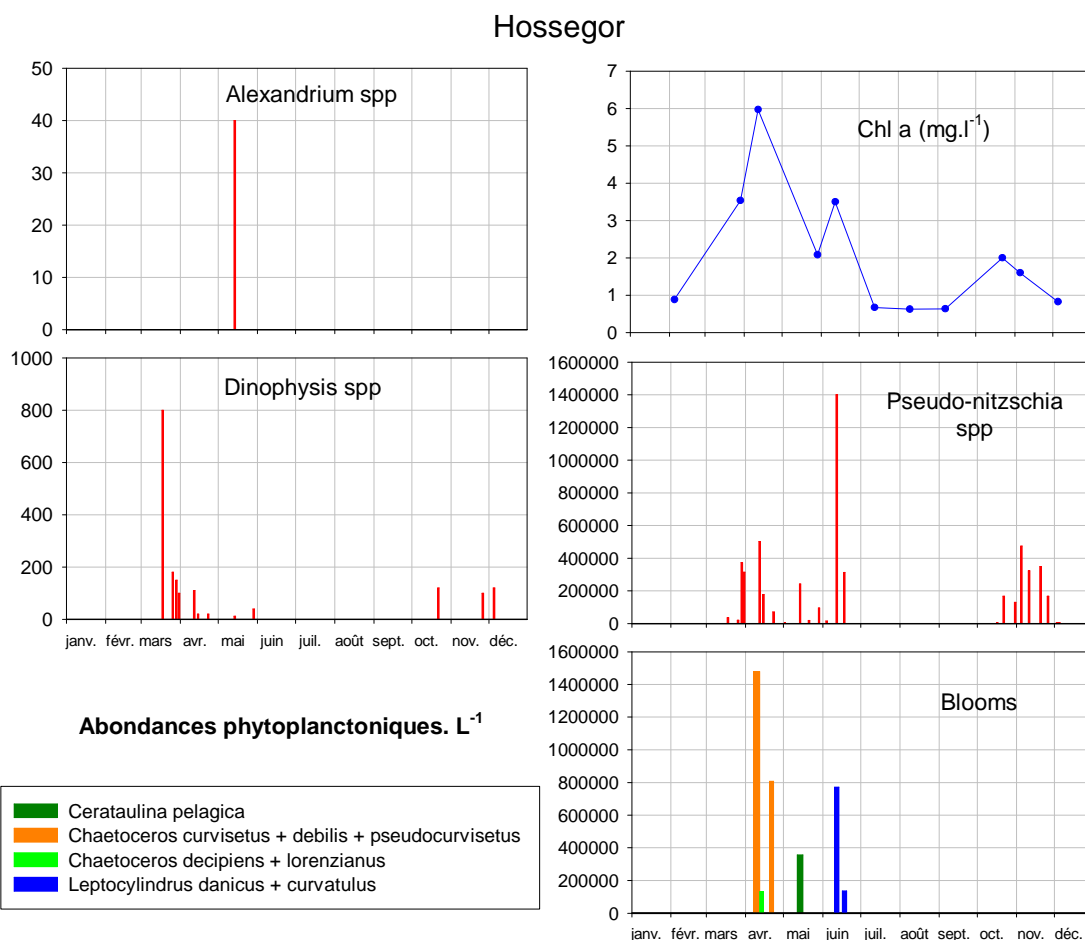 Hossegor
50
40
30
20
10
0
Alexandrium spp
7
6
5
4
3
2
1
0
Chl a (mg.l-1)
1000
800
600
400
200
0
Dinophysis spp
janv. févr. mars avr. mai juin juil. août sept. oct. nov. déc.
1600000
1400000
1200000
1000000
800000
600000
400000
200000
0
Pseudo-nitzschia
spp
Abondances phytoplanctoniques. L-1
Cerataulina pelagica
Chaetoceros curvisetus + debilis + pseudocurvisetus
Chaetoceros decipiens + lorenzianus
Leptocylindrus danicus + curvatulus
1600000
1400000
1200000
1000000
800000
600000
400000
200000
0
Blooms
janv. févr. mars avr. mai juin juil. août sept. oct. nov. déc.